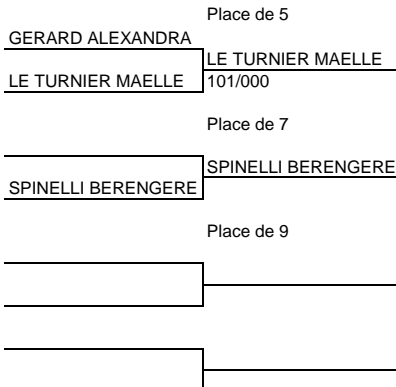 Place de 5
GERARD ALEXANDRA
LE TURNIER MAELLE
LE TURNIER MAELLE
101/000
Place de 7
SPINELLI BERENGERE
SPINELLI BERENGERE
Place de 9